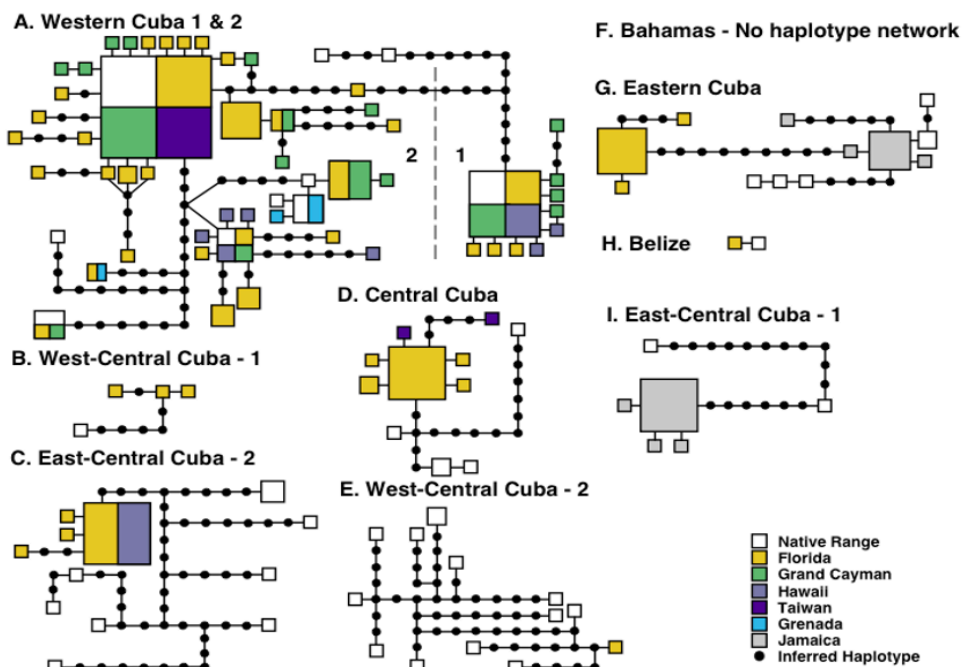 A. Western Cuba 1 & 2
F. Bahamas - No haplotype network
G. Eastern Cuba
2
1
H. Belize
D. Central Cuba
I. East-Central Cuba - 1
B. West-Central Cuba - 1
C. East-Central Cuba - 2
E. West-Central Cuba - 2
Native Range
Florida
Grand Cayman
Hawaii
Taiwan
Grenada
Jamaica
Inferred Haplotype